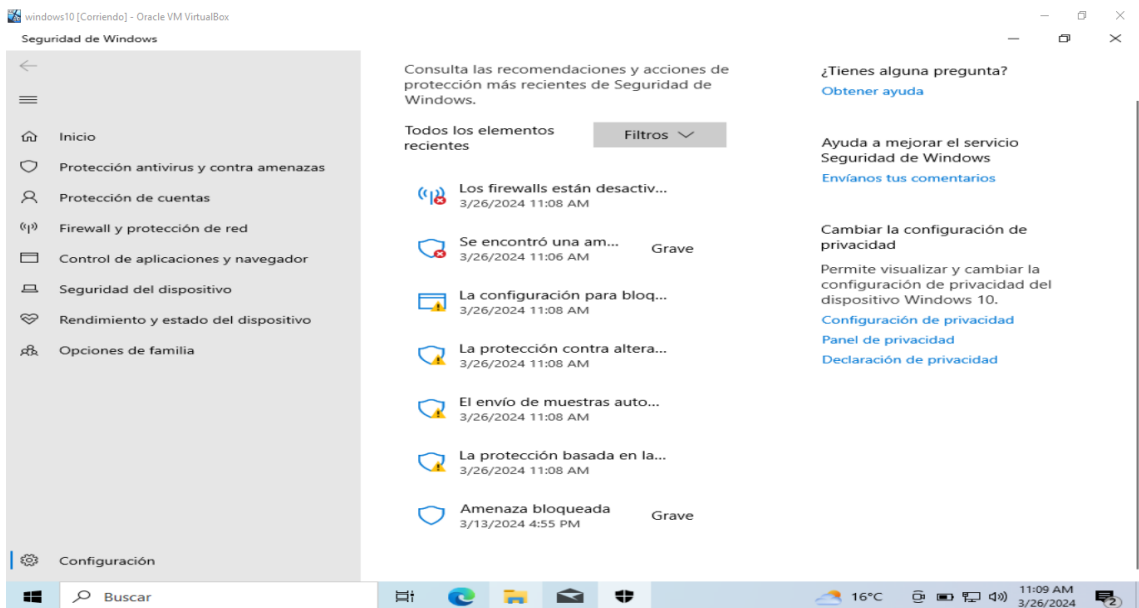 windows10 [Corriendo] - Oracle VM VirtualBox
Seguridad de Windows
Inicio
Protección antivirus y contra amenazas
Protección de cuentas
Firewall y protección de red
Control de aplicaciones y navegador
Seguridad del dispositivo
Rendimiento y estado del dispositivo
Opciones de familia
Configuración
Consulta las recomendaciones y acciones de
protección más recientes de Seguridad de
Windows.
Todos los elementos
recientes
Filtros
Los firewalls están desactiv...
3/26/2024 11:08 AM
Se encontró una am...
3/26/2024 11:06 AM
Grave
La configuración para bloq...
3/26/2024 11:08 AM
La protección contra altera...
3/26/2024 11:08 AM
El envío de muestras auto...
3/26/2024 11:08 AM
La protección basada en la...
3/26/2024 11:08 AM
Amenaza bloqueada
3/13/2024 4:55 PM
Grave
¿Tienes alguna pregunta?
Obtener ayuda
Ayuda a mejorar el servicio
Seguridad de Windows
Envíanos tus comentarios
Cambiar la configuración de
privacidad
Permite visualizar y cambiar la
configuración de privacidad del
dispositivo Windows 10.
Configuración de privacidad
Panel de privacidad
Declaración de privacidad
Buscar
16°C
11:09 AM
3/26/2024
2